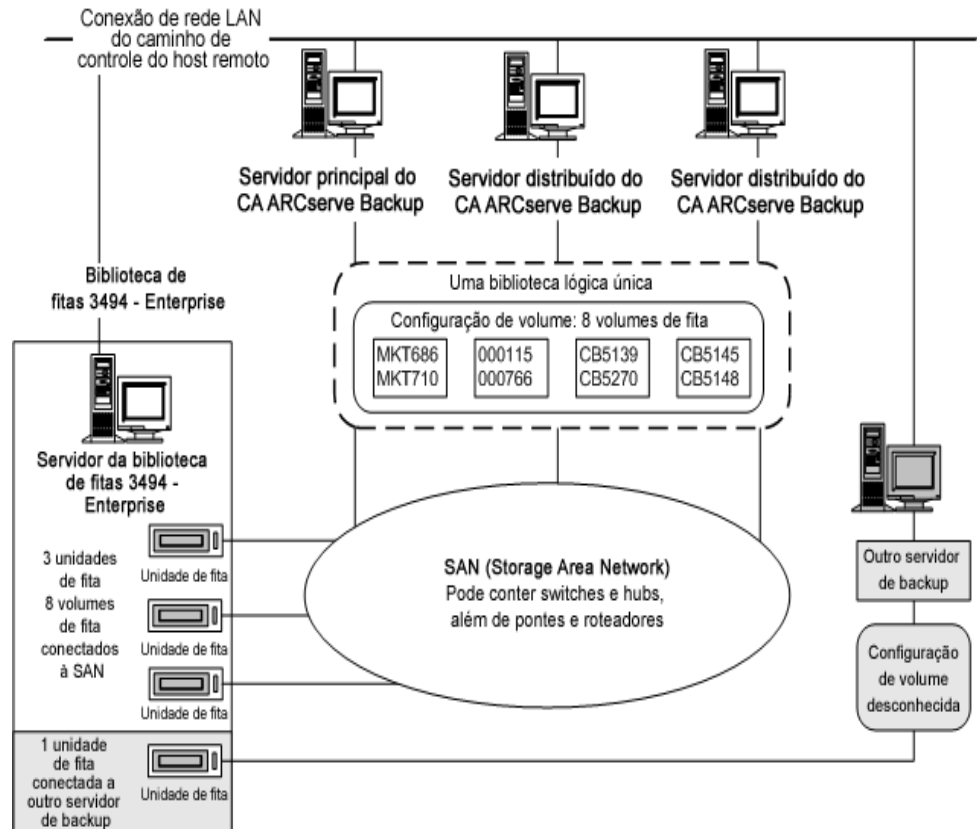 Conexão de rede LAN
do caminho de
controle do host remoto
Servidor principal do
CA ARCserve Backup
Servidor distribuído do
CA ARCserve Backup
Servidor distribuído do
CA ARCserve Backup
Biblioteca de
fitas 3494 - Enterprise
Uma biblioteca lógica única
Configuração de volume: 8 volumes de fita
MKT686
MKT710
000115
000766
CB5139
CB5270
CB5145
CB5148
Servidor da biblioteca
de fitas 3494 -
Enterprise
3 unidades
de fita
8 volumes
de fita
conectados
à SAN
Unidade de fita
Unidade de fita
Unidade de fita
SAN (Storage Area Network)
Pode conter switches e hubs,
além de pontes e roteadores
Outro servidor
de backup
Configuração
de volume
desconhecida
1 unidade
de fita
conectada a
outro servidor
de backup
Unidade de fita